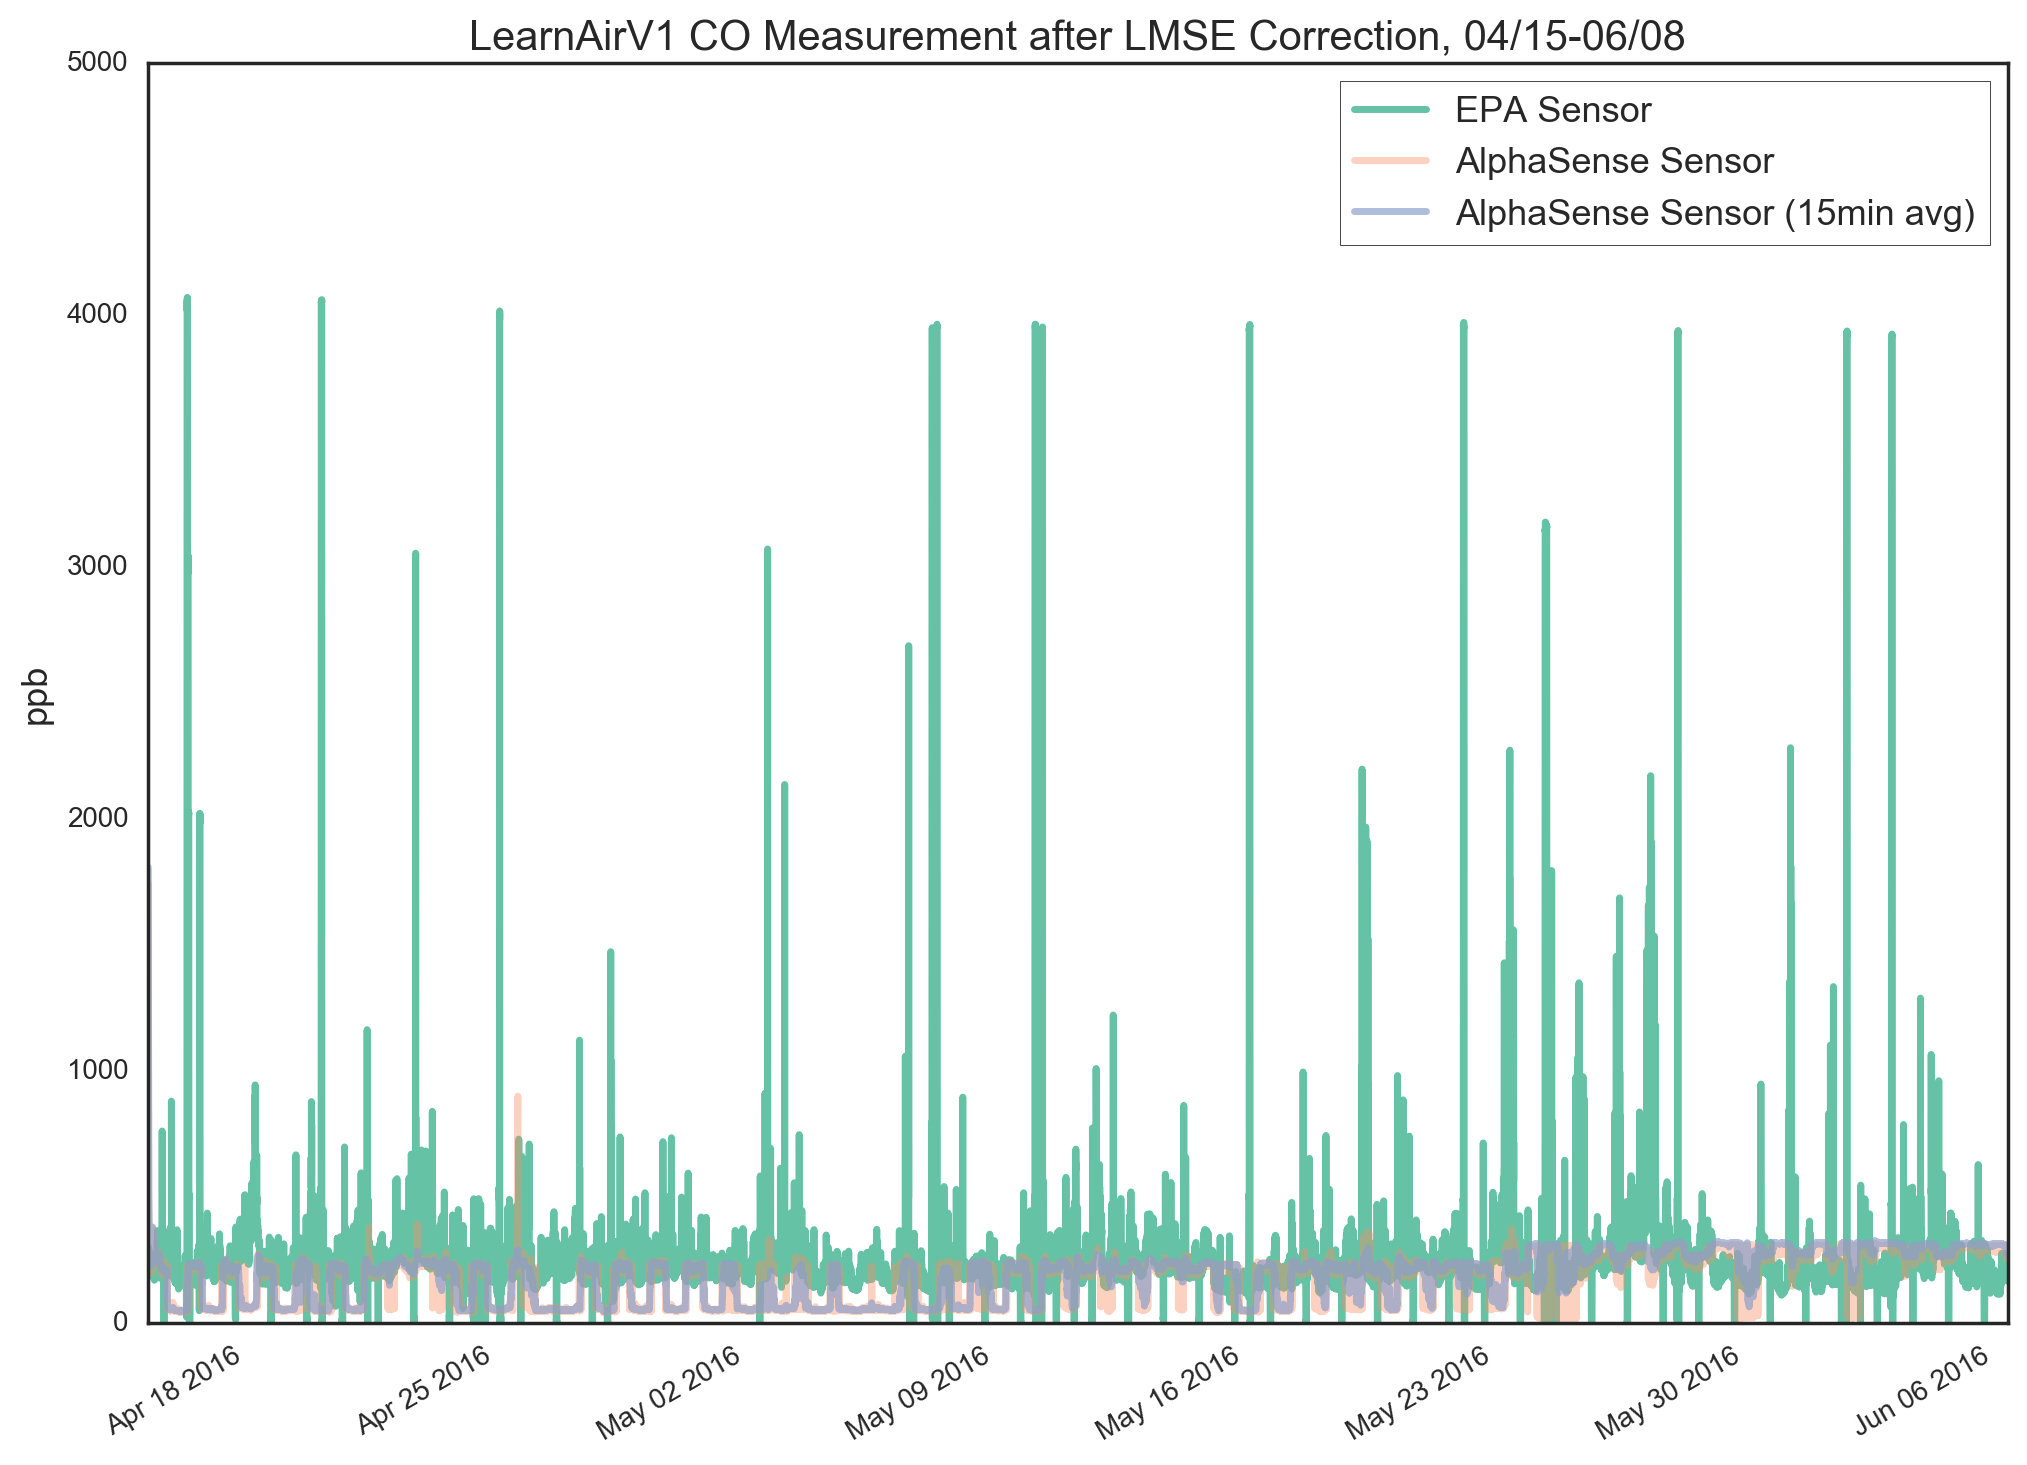 LearnAirV1 CO Measurement after LMSE Correction, 04/15-06/08
5000
4000
3000
2000
1000
0
ppb
EPA Sensor
AlphaSense Sensor
AlphaSense Sensor (15min avg)
Apr 18 2016
Apr 25 2016
May 02 2016
May 09 2016
May 16 2016
May 23 2016
May 30 2016
Jun 06 2016